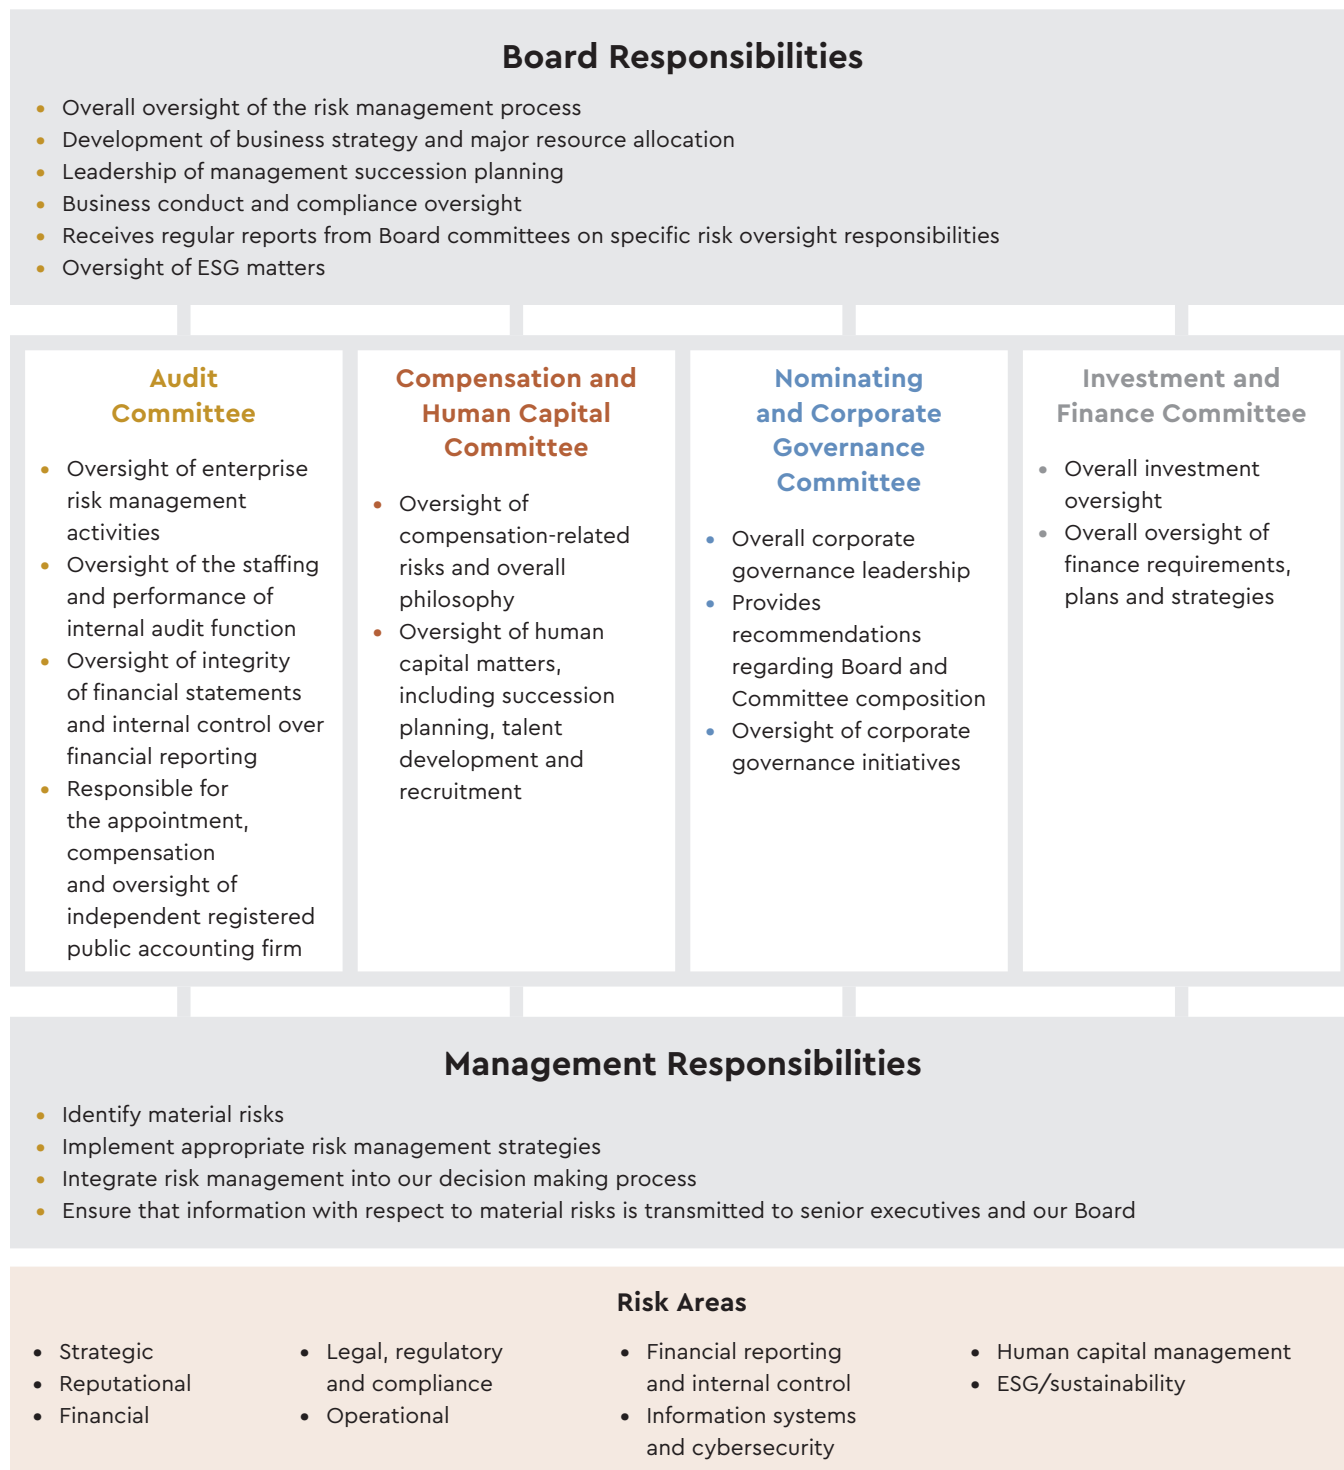 Board Responsibilities
• Overall oversight of the risk management process
• Development of business strategy and major resource allocation
• Leadership of management succession planning
• Business conduct and compliance oversight
• Receives regular reports from Board committees on specific risk oversight responsibilities
• Oversight of ESG matters
Audit
Committee
• Oversight of enterprise
risk management
activities
• Oversight of the staffing
and performance of
internal audit function
• Oversight of integrity
of financial statements
and internal control over
financial reporting
• Responsible for
the appointment,
compensation
and oversight of
independent registered
public accounting firm
Compensation and
Human Capital
Committee
• Oversight of
compensation-related
risks and overall
philosophy
• Oversight of human
capital matters,
including succession
planning, talent
development and
recruitment
Nominating
and Corporate
Governance
Committee
• Overall corporate
governance leadership
• Provides
recommendations
regarding Board and
Committee composition
• Oversight of corporate
governance initiatives
Investment and
Finance Committee
• Overall investment
oversight
• Overall oversight of
finance requirements,
plans and strategies
Management Responsibilities
• Identify material risks
• Implement appropriate risk management strategies
• Integrate risk management into our decision making process
• Ensure that information with respect to material risks is transmitted to senior executives and our Board
Risk Areas
• Strategic
• Reputational
• Financial
• Legal, regulatory
and compliance
• Operational
• Financial reporting
and internal control
• Information systems
and cybersecurity
• Human capital management
• ESG/sustainability